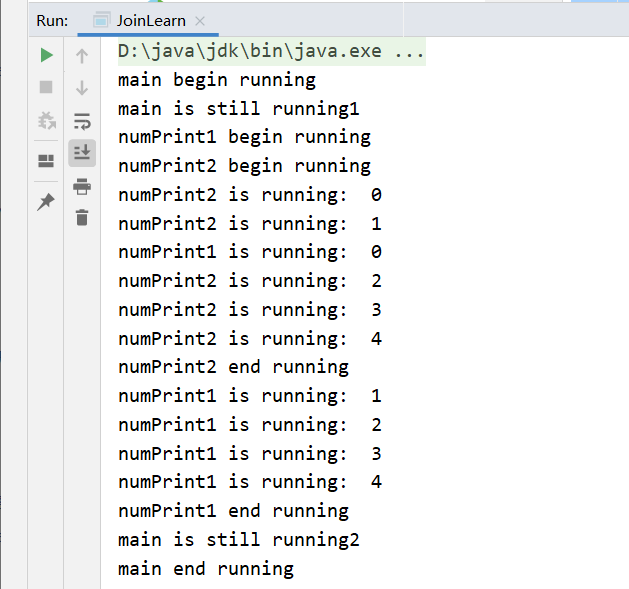 Run: JoinLearn
D:\java\jdk\bin\java.exe ...
main begin running
main is still running1
numPrint1 begin running
numPrint2 begin running
numPrint2 is running:  0
numPrint2 is running:  1
numPrint1 is running:  0
numPrint2 is running:  2
numPrint2 is running:  3
numPrint2 is running:  4
numPrint2 end running
numPrint1 is running:  1
numPrint1 is running:  2
numPrint1 is running:  3
numPrint1 is running:  4
numPrint1 end running
main is still running2
main end running